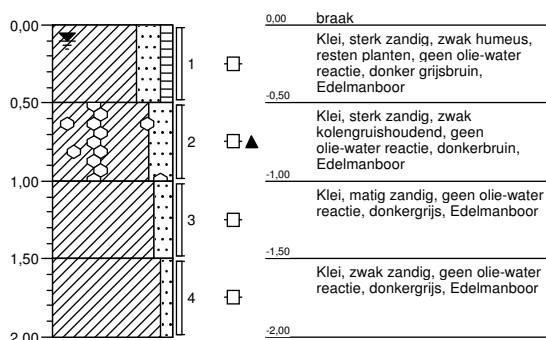 0,00
0,50
1,00
1,50
2,00
1
2
3
4
0,00
braak
Klei, sterk zandig, zwak humeus,
resten planten, geen olie-water
reactie, donker grijsbruin,
Edelmanboor
-0,50
Klei, sterk zandig, zwak
kolengruishoudend, geen
olie-water reactie, donkerbruin,
Edelmanboor
-1,00
Klei, matig zandig, geen olie-water
reactie, donkergrijs, Edelmanboor
-1,50
Klei, zwak zandig, geen olie-water
reactie, donkergrijs, Edelmanboor
-2,00